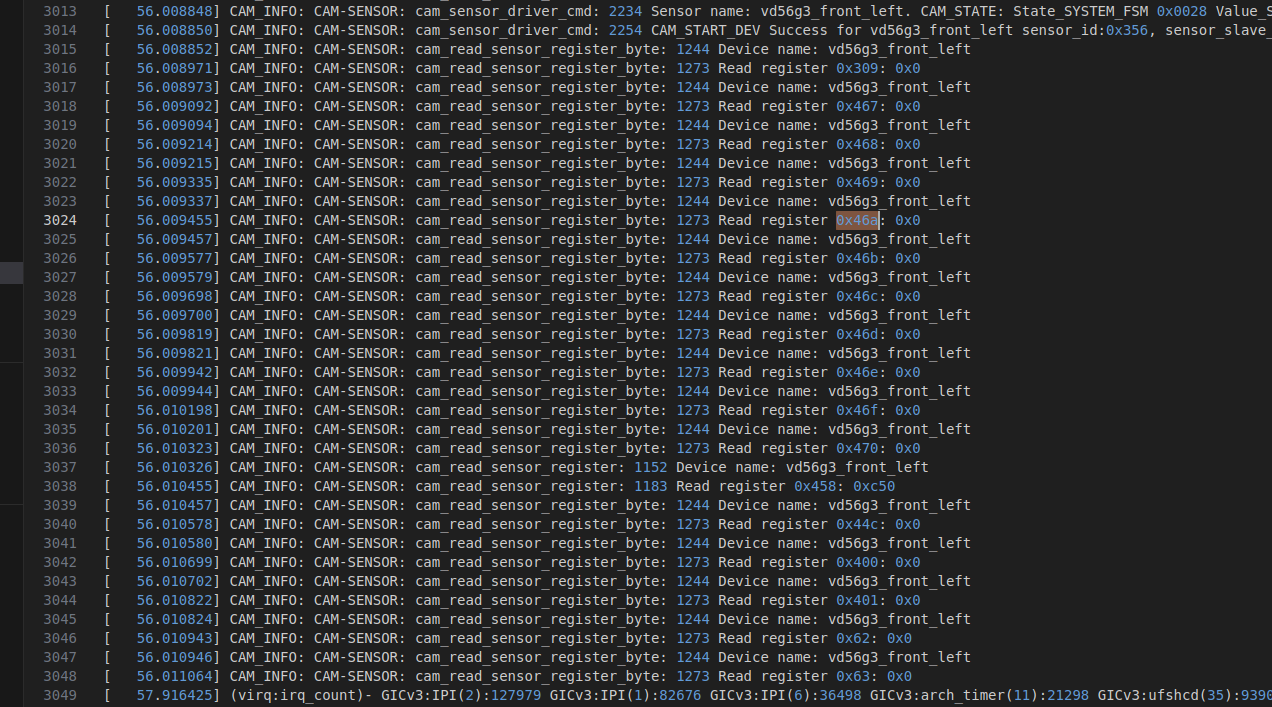 3013 [ 56.008848] CAM_INFO: CAM-SENSOR: cam_sensor_driver_cmd: 2234 Sensor name: vd56g3_front_left. CAM_STATE: State_SYSTEM_FSM 0x0028 Value_S
3014 [ 56.008850] CAM_INFO: CAM-SENSOR: cam_sensor_driver_cmd: 2254 CAM_START_DEV Success for vd56g3_front_left sensor_id:0x356, sensor_slave_
3015 [ 56.008852] CAM_INFO: CAM-SENSOR: cam_read_sensor_register_byte: 1244 Device name: vd56g3_front_left
3016 [ 56.008971] CAM_INFO: CAM-SENSOR: cam_read_sensor_register_byte: 1273 Read register 0x309: 0x0
3017 [ 56.008973] CAM_INFO: CAM-SENSOR: cam_read_sensor_register_byte: 1244 Device name: vd56g3_front_left
3018 [ 56.009092] CAM_INFO: CAM-SENSOR: cam_read_sensor_register_byte: 1273 Read register 0x467: 0x0
3019 [ 56.009094] CAM_INFO: CAM-SENSOR: cam_read_sensor_register_byte: 1244 Device name: vd56g3_front_left
3020 [ 56.009214] CAM_INFO: CAM-SENSOR: cam_read_sensor_register_byte: 1273 Read register 0x468: 0x0
3021 [ 56.009215] CAM_INFO: CAM-SENSOR: cam_read_sensor_register_byte: 1244 Device name: vd56g3_front_left
3022 [ 56.009335] CAM_INFO: CAM-SENSOR: cam_read_sensor_register_byte: 1273 Read register 0x469: 0x0
3023 [ 56.009337] CAM_INFO: CAM-SENSOR: cam_read_sensor_register_byte: 1244 Device name: vd56g3_front_left
3024 [ 56.009455] CAM_INFO: CAM-SENSOR: cam_read_sensor_register_byte: 1273 Read register 0x46a: 0x0
3025 [ 56.009457] CAM_INFO: CAM-SENSOR: cam_read_sensor_register_byte: 1244 Device name: vd56g3_front_left
3026 [ 56.009577] CAM_INFO: CAM-SENSOR: cam_read_sensor_register_byte: 1273 Read register 0x46b: 0x0
3027 [ 56.009579] CAM_INFO: CAM-SENSOR: cam_read_sensor_register_byte: 1244 Device name: vd56g3_front_left
3028 [ 56.009698] CAM_INFO: CAM-SENSOR: cam_read_sensor_register_byte: 1273 Read register 0x46c: 0x0
3029 [ 56.009700] CAM_INFO: CAM-SENSOR: cam_read_sensor_register_byte: 1244 Device name: vd56g3_front_left
3030 [ 56.009819] CAM_INFO: CAM-SENSOR: cam_read_sensor_register_byte: 1273 Read register 0x46d: 0x0
3031 [ 56.009821] CAM_INFO: CAM-SENSOR: cam_read_sensor_register_byte: 1244 Device name: vd56g3_front_left
3032 [ 56.009942] CAM_INFO: CAM-SENSOR: cam_read_sensor_register_byte: 1273 Read register 0x46e: 0x0
3033 [ 56.009944] CAM_INFO: CAM-SENSOR: cam_read_sensor_register_byte: 1244 Device name: vd56g3_front_left
3034 [ 56.010198] CAM_INFO: CAM-SENSOR: cam_read_sensor_register_byte: 1273 Read register 0x46f: 0x0
3035 [ 56.010201] CAM_INFO: CAM-SENSOR: cam_read_sensor_register_byte: 1244 Device name: vd56g3_front_left
3036 [ 56.010323] CAM_INFO: CAM-SENSOR: cam_read_sensor_register_byte: 1273 Read register 0x470: 0x0
3037 [ 56.010326] CAM_INFO: CAM-SENSOR: cam_read_sensor_register: 1152 Device name: vd56g3_front_left
3038 [ 56.010455] CAM_INFO: CAM-SENSOR: cam_read_sensor_register: 1183 Read register 0x458: 0xc50
3039 [ 56.010457] CAM_INFO: CAM-SENSOR: cam_read_sensor_register_byte: 1244 Device name: vd56g3_front_left
3040 [ 56.010578] CAM_INFO: CAM-SENSOR: cam_read_sensor_register_byte: 1273 Read register 0x44c: 0x0
3041 [ 56.010580] CAM_INFO: CAM-SENSOR: cam_read_sensor_register_byte: 1244 Device name: vd56g3_front_left
3042 [ 56.010699] CAM_INFO: CAM-SENSOR: cam_read_sensor_register_byte: 1273 Read register 0x400: 0x0
3043 [ 56.010702] CAM_INFO: CAM-SENSOR: cam_read_sensor_register_byte: 1244 Device name: vd56g3_front_left
3044 [ 56.010822] CAM_INFO: CAM-SENSOR: cam_read_sensor_register_byte: 1273 Read register 0x401: 0x0
3045 [ 56.010824] CAM_INFO: CAM-SENSOR: cam_read_sensor_register_byte: 1244 Device name: vd56g3_front_left
3046 [ 56.010943] CAM_INFO: CAM-SENSOR: cam_read_sensor_register_byte: 1273 Read register 0x62: 0x0
3047 [ 56.010946] CAM_INFO: CAM-SENSOR: cam_read_sensor_register_byte: 1244 Device name: vd56g3_front_left
3048 [ 56.011064] CAM_INFO: CAM-SENSOR: cam_read_sensor_register_byte: 1273 Read register 0x63: 0x0
3049 [ 57.916425] (virq:irq_count)- GICv3:IPI(2):127979 GICv3:IPI(1):82676 GICv3:IPI(6):36498 GICv3:arch_timer(11):21298 GICv3:ufshcd(35):9390